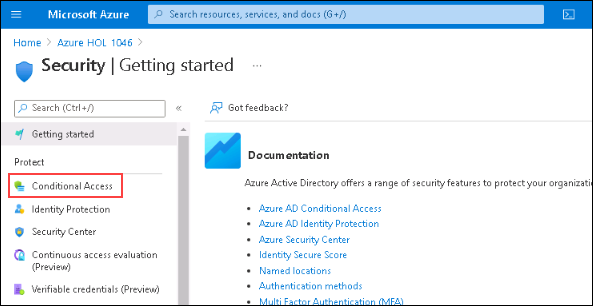 Microsoft Azure
Search resources, services, and docs (G+/)
Home > Azure HOL 1046 >
Security | Getting started ...
Search (Ctrl+/) «
Got feedback?
Getting started
Protect
Conditional Access
Identity Protection
Security Center
Continuous access evaluation
(Preview)
Verifiable credentials (Preview)
Documentation
Azure Active Directory offers a range of security features to protect your organizatio
• Azure AD Conditional Access
• Azure AD Identity Protection
• Azure Security Center
• Identity Secure Score
• Named locations
• Authentication methods
• Multi Factor Authentication (MFA)